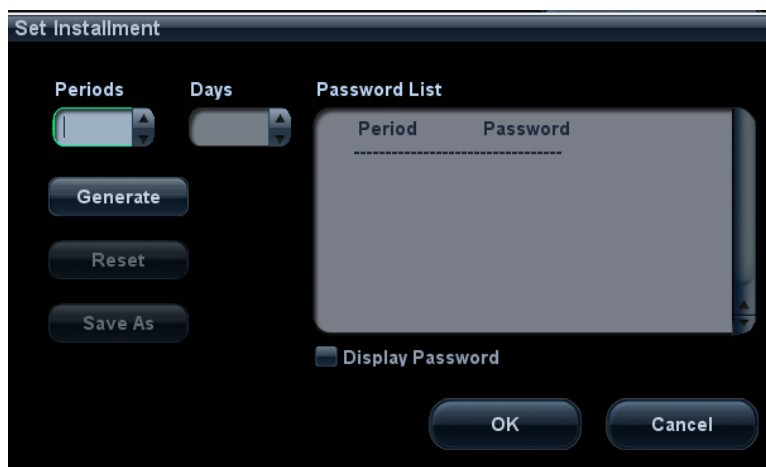 Set Installment
Periods Days Password List
Period Password
---------------------------------
Generate
Reset
Save As
Display Password
OK Cancel